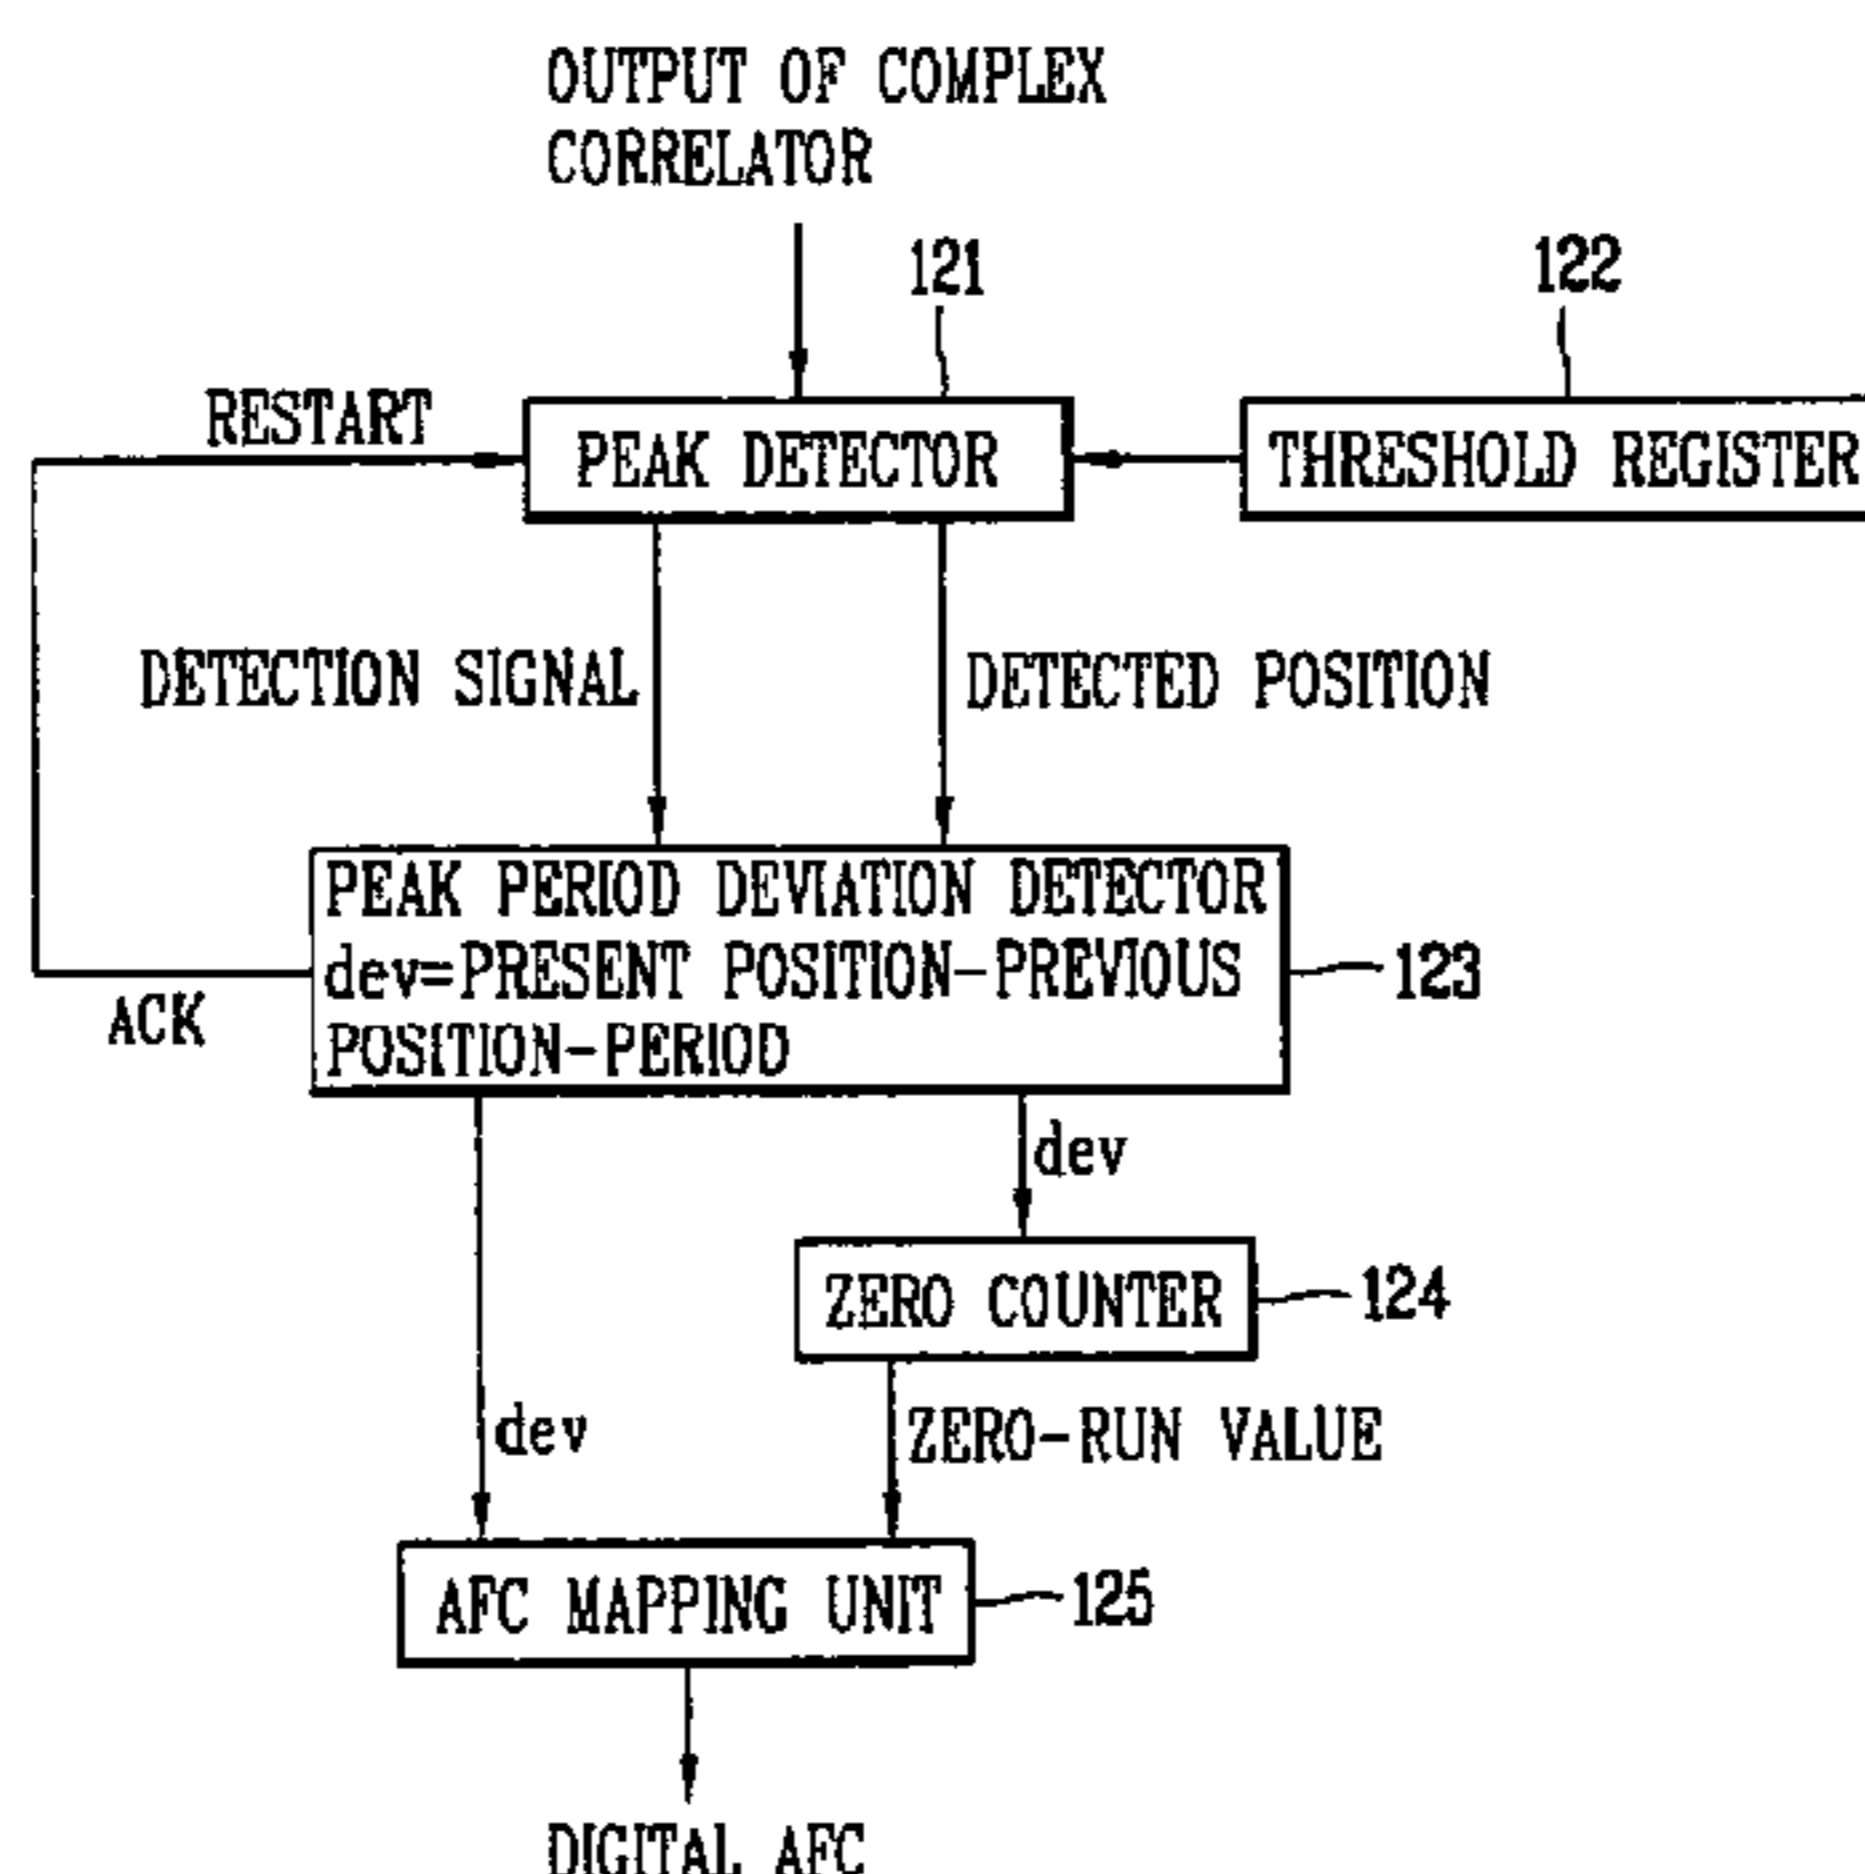 OUTPUT OF COMPLEX
CORRELATOR
121
122
RESTART
PEAK DETECTOR
THRESHOLD REGISTER
DETECTION SIGNAL
DETECTED POSITION
PEAK PERIOD DEVIATION DETECTOR
dev=PRESENT POSITION-PREVIOUS
POSITION-PERIOD
123
ACK
dev
ZERO COUNTER
124
dev
ZERO-RUN VALUE
AFC MAPPING UNIT
125
DIGITAL AFC